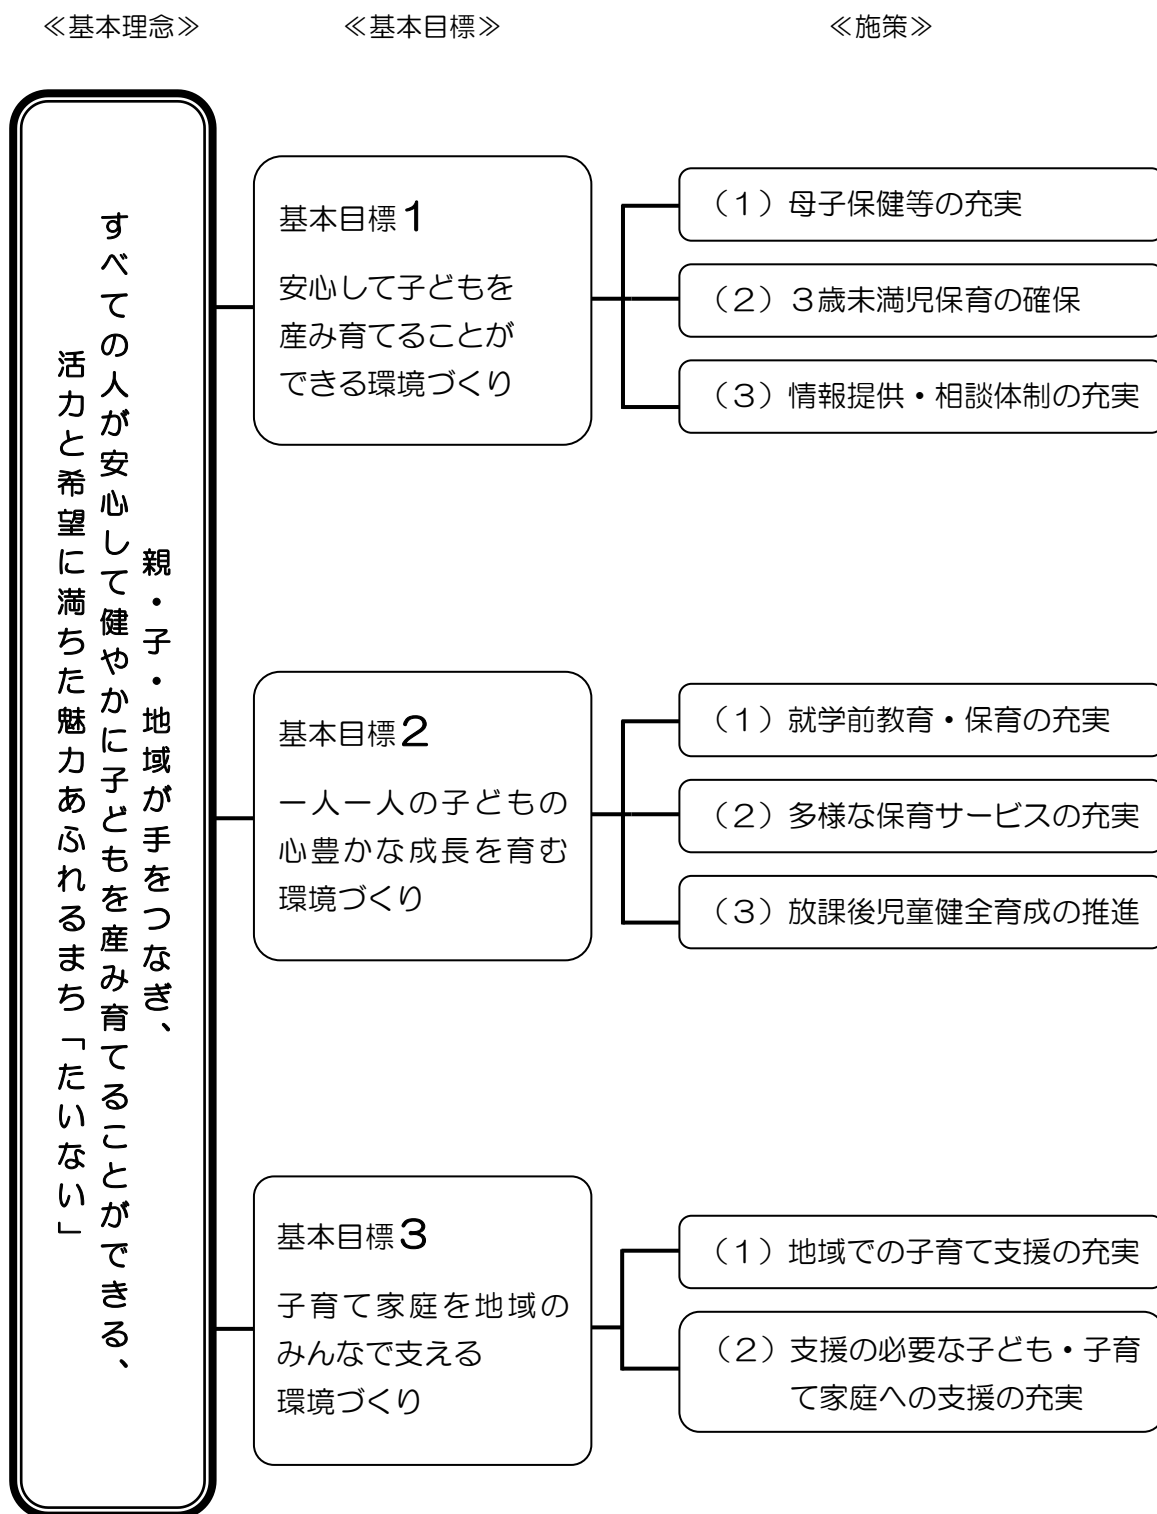 ≪基本理念≫
≪基本目標≫
≪施策≫
親・子・地域が手をつなぎ、
すべての人が安心して健やかに子どもを産み育てることができる、
活力と希望に満ちた魅力あふれるまち「たいない」
基本目標1
安心して子どもを
産み育てることが
できる環境づくり
（１）母子保健等の充実
（２）３歳未満児保育の確保
（３）情報提供・相談体制の充実
基本目標2
一人一人の子どもの
心豊かな成長を育む
環境づくり
（１）就学前教育・保育の充実
（２）多様な保育サービスの充実
（３）放課後児童健全育成の推進
基本目標3
子育て家庭を地域の
みんなで支える
環境づくり
（１）地域での子育て支援の充実
（２）支援の必要な子ども・子育
て家庭への支援の充実